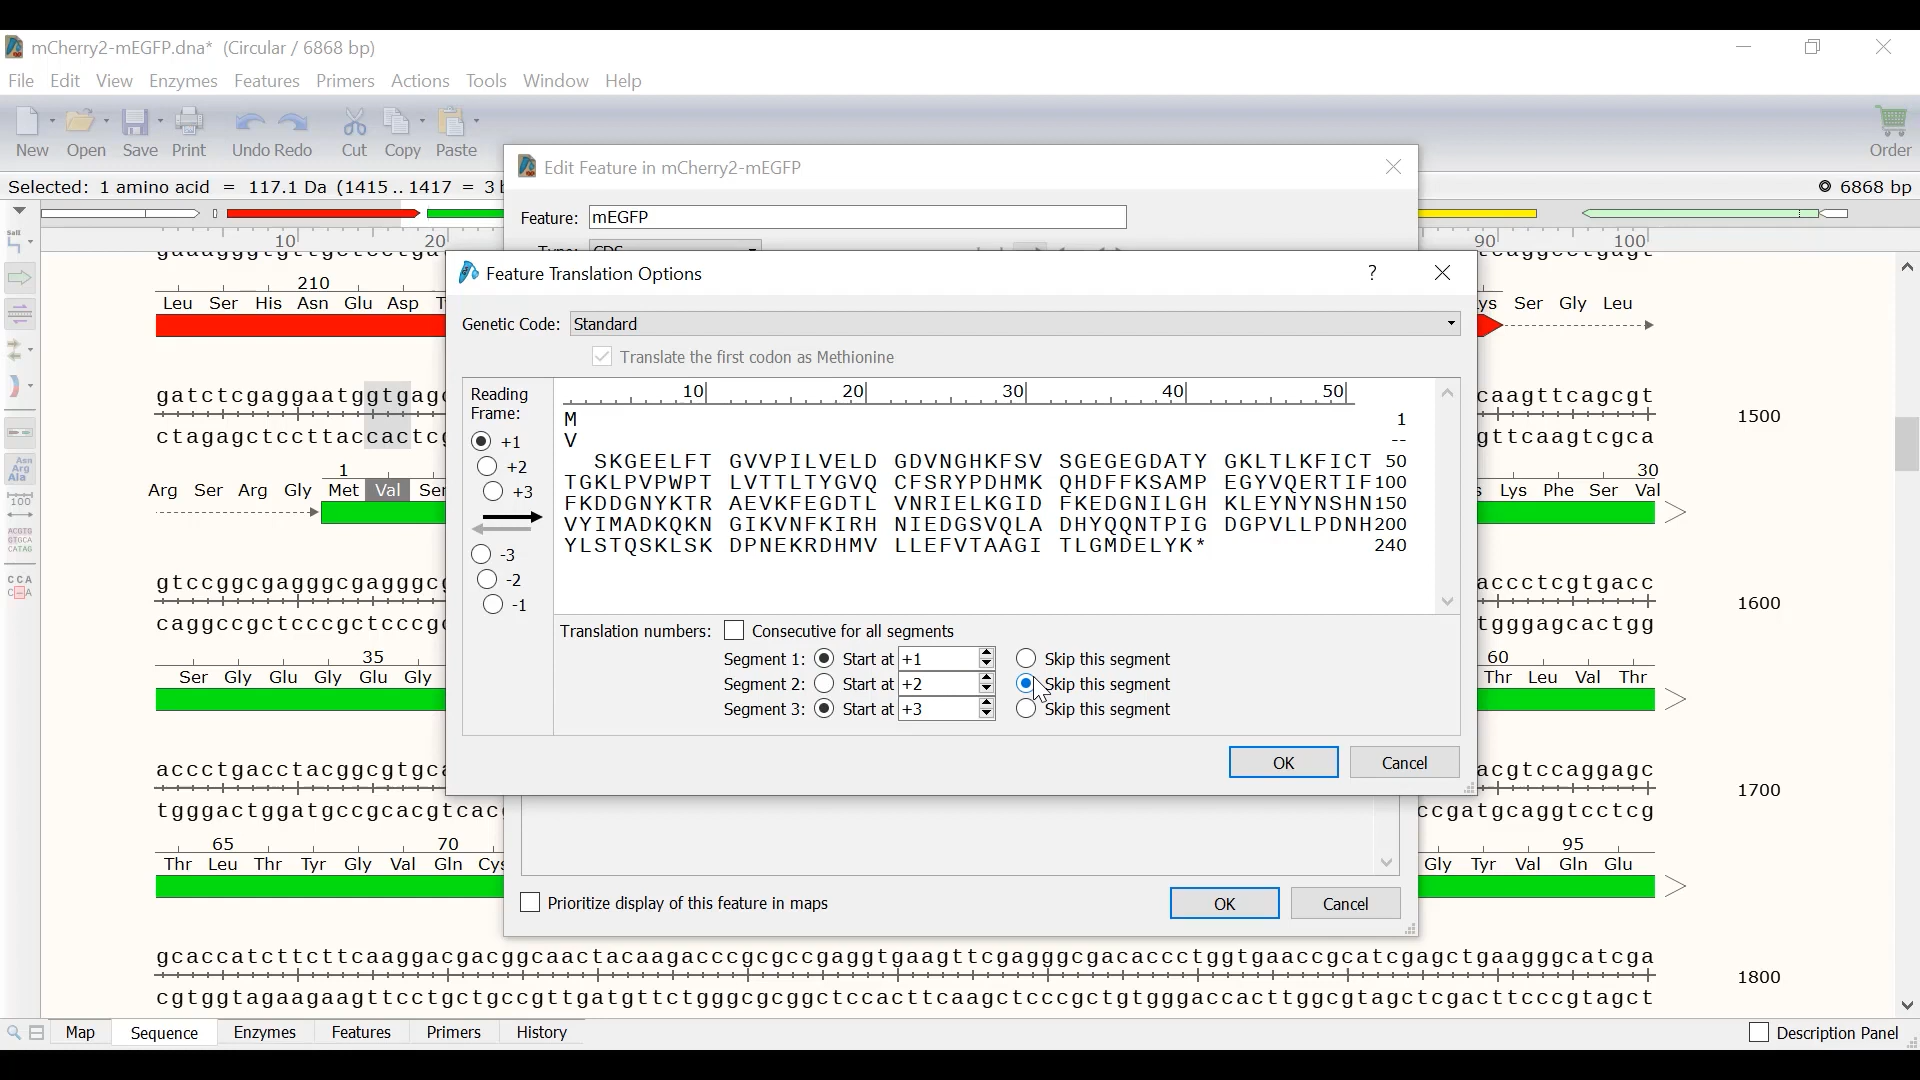 mCherry2-mEGFP.dna* (Circular / 6868 bp)
File Edit View Enzymes Features Primers Actions Tools Window Help
New Open Save Print Undo Redo Cut Copy Paste Order
Selected: 1 amino acid = 117.1 Da (1415 .. 1417 = 3
6868 bp
10 20 90 100
Edit Feature in mCherry2-mEGFP
Feature: mEGFP
Feature Translation Options ?
Genetic Code: Standard
Translate the first codon as Methionine
Reading
Frame:
+1
+2
+3
-3
-2
-1
10 20 30 40 50
M 1
V --
SKGEELFT GVVPILVELD GDVNGHKFSV SGEGEGDATY GKLTLKFICT 50
TGKLPVPWPT LVTTLTYGVQ CFSRYPDHMK QHDFFKSAMP EGYVQERTIF 100
FKDDGNYKTR AEVKFEGDTL VNRIELKGID FKEDGNILGH KLEYNYNSHN 150
VYIMADKQKN GIKVNFKIRH NIEDGSVQLA DHYQQNTPIG DGPVLLPDNH 200
YLSTQSKLSK DPNEKRDHMV LLEFVTAAGI TLGMDELYK* 240
Translation numbers: Consecutive for all segments
Segment 1: Start at +1 Skip this segment
Segment 2: Start at +2 Skip this segment
Segment 3: Start at +3 Skip this segment
OK Cancel
Prioritize display of this feature in maps
OK Cancel
210
Leu Ser His Asn Glu Asp
Ser Gly Leu
gatctcgaggaatggtgag
caagttcagcgt
1500
ctagagctccttaccactc
gttcaagtcgca
1 30
Arg Ser Arg Gly Met Val Ser
Lys Phe Ser Val
gtccggcgagggcgagggc
accctcgtgacc
1600
caggccgctcccgctcccg
tgggagcactgg
35 60
Ser Gly Glu Gly Glu Gly
Thr Leu Val Thr
accctgacctacggcgtgc
acgtccaggagc
1700
tgggactggatgccgcacgtcac
ccgatgcaggtcctcg
65 70 95
Thr Leu Thr Tyr Gly Val Gln
Gly Tyr Val Gln Glu
gcaccatcttcttcaaggacgacggcaactacaagacccgcgccgaggtgaagttcgagggcgacaccctggtgaaccgcatcgagctgaagggcatcga
1800
cgtggtagaagaagttcctgctgccgttgatgttctgggcgcggctccacttcaagctcccgctgtgggaccacttggcgtagctcgacttcccgtagct
Map Sequence Enzymes Features Primers History
Description Panel